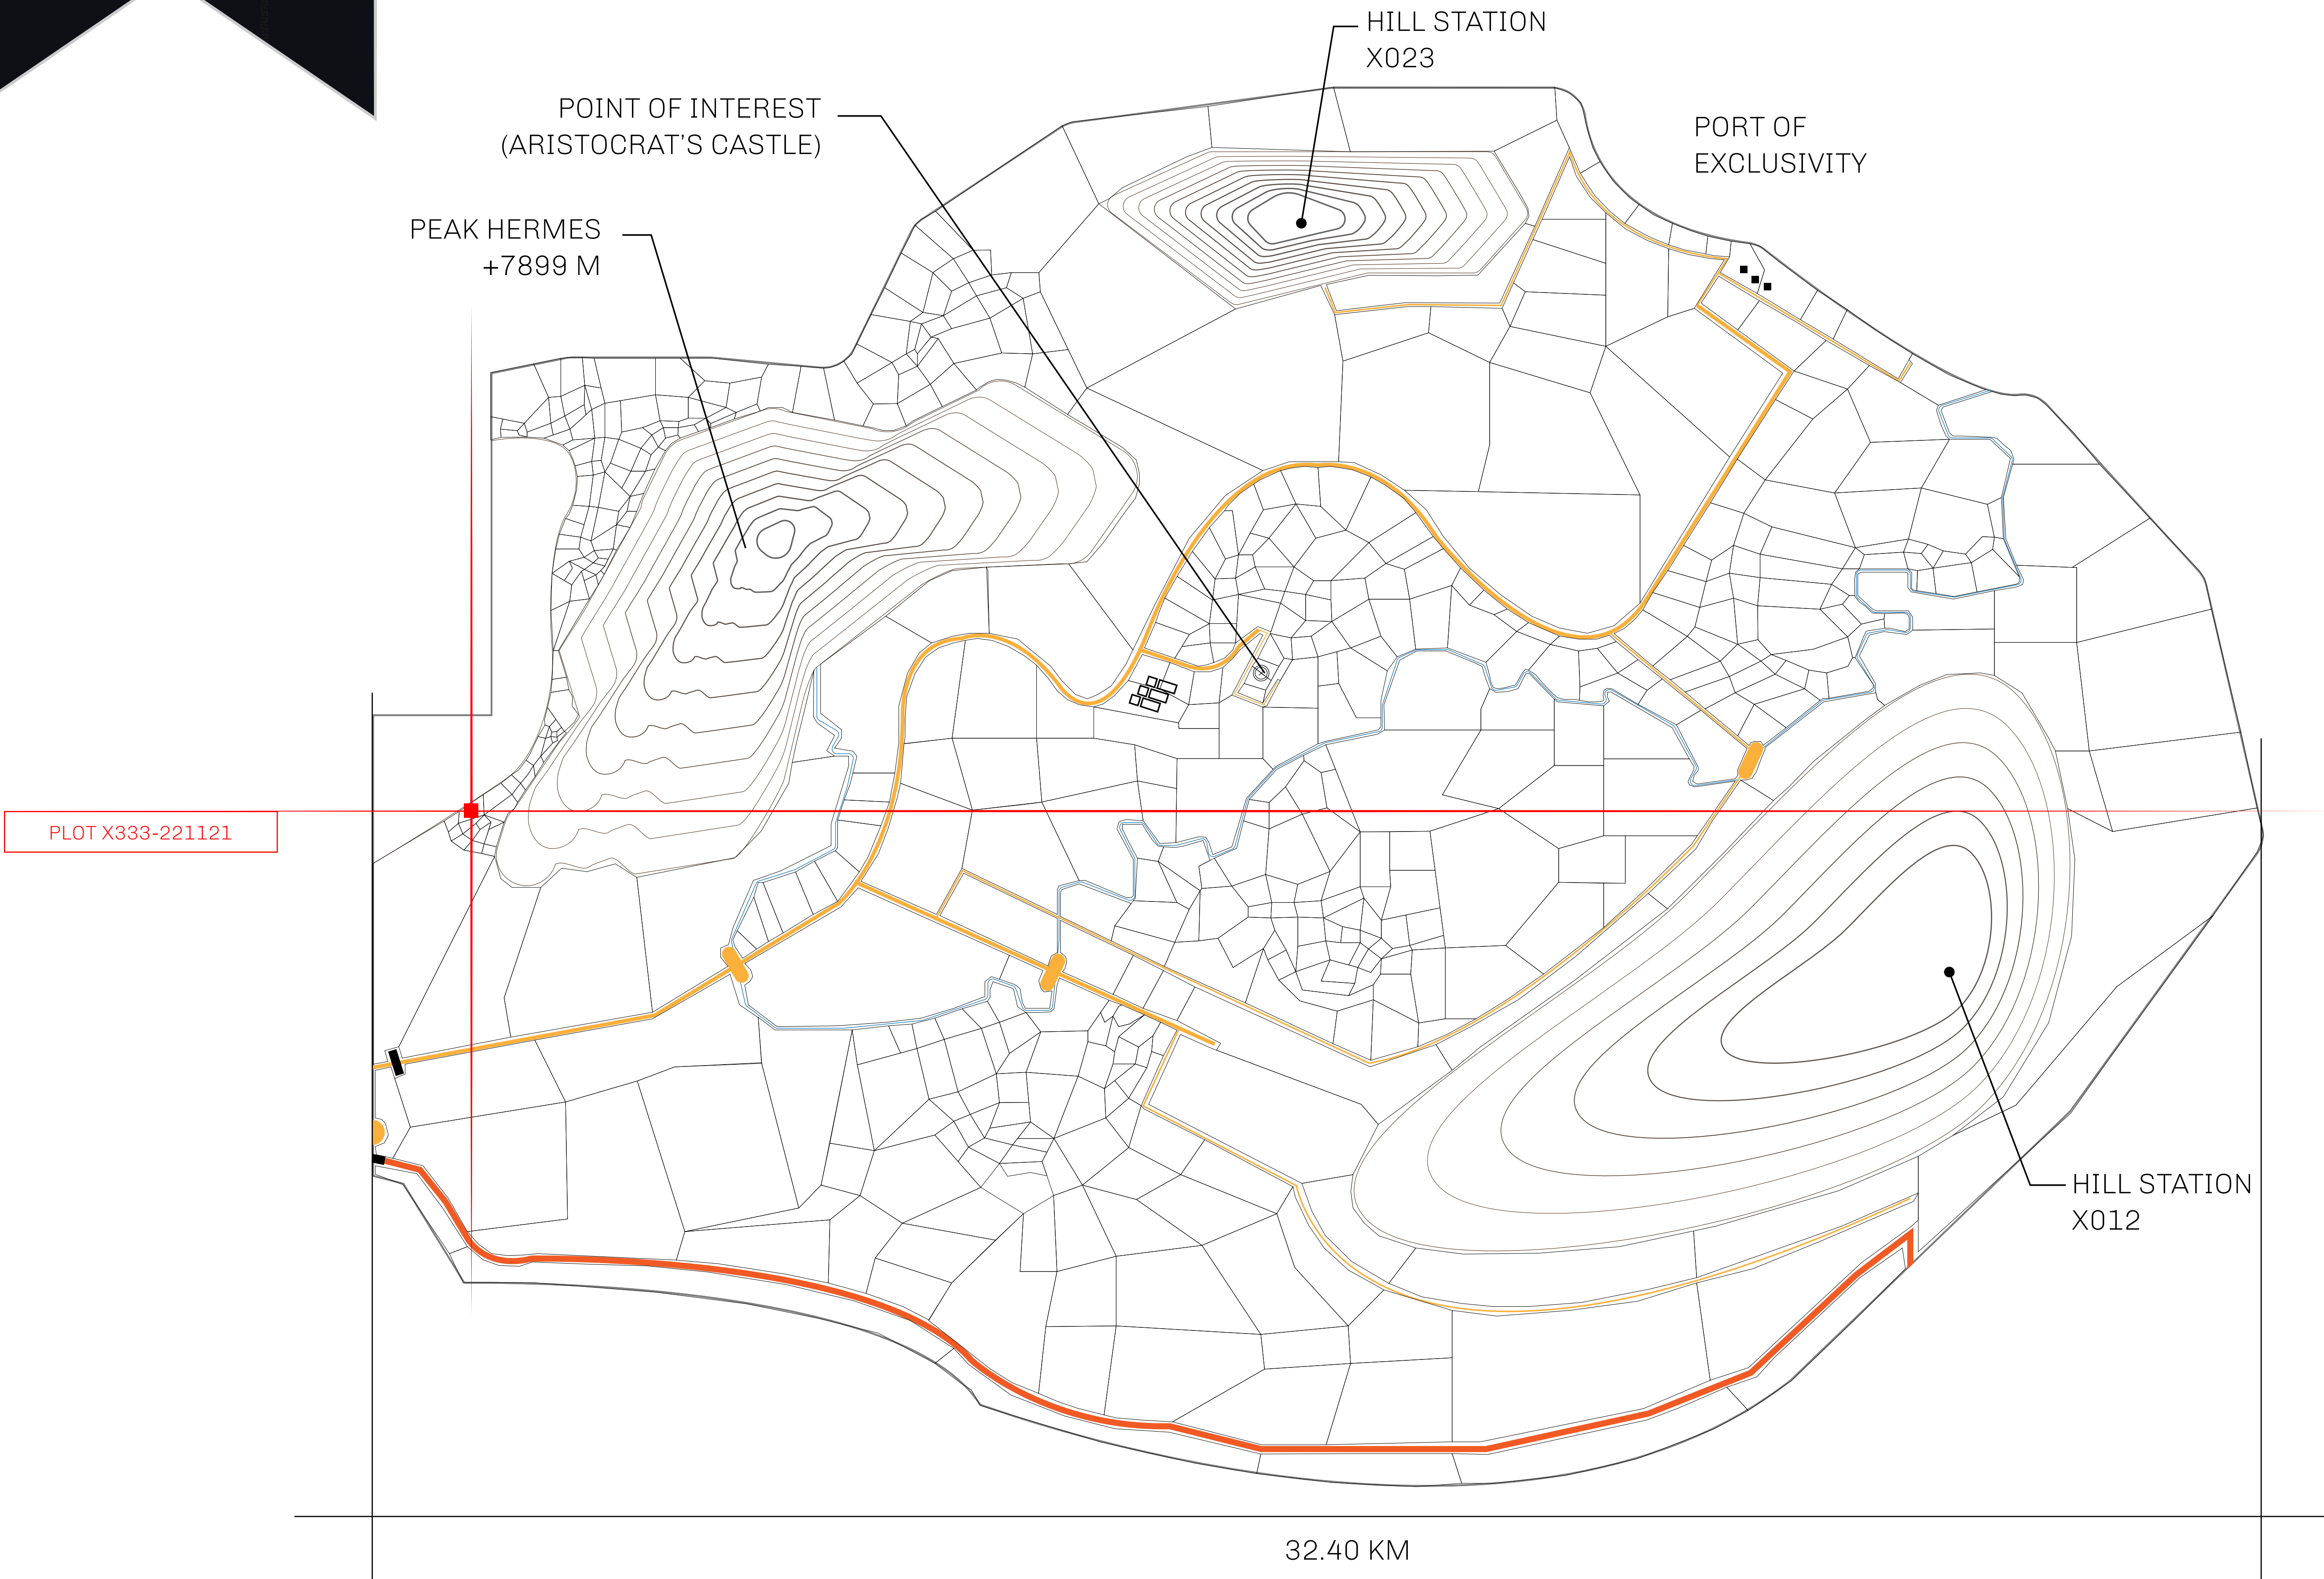 HILL STATION
X023
POINT OF INTEREST
(ARISTOCRAT'S CASTLE)
PORT OF
EXCLUSIVITY
PEAK HERMES
+7899 M
PLOT X333-221121
HILL STATION
X012
32.40 KM